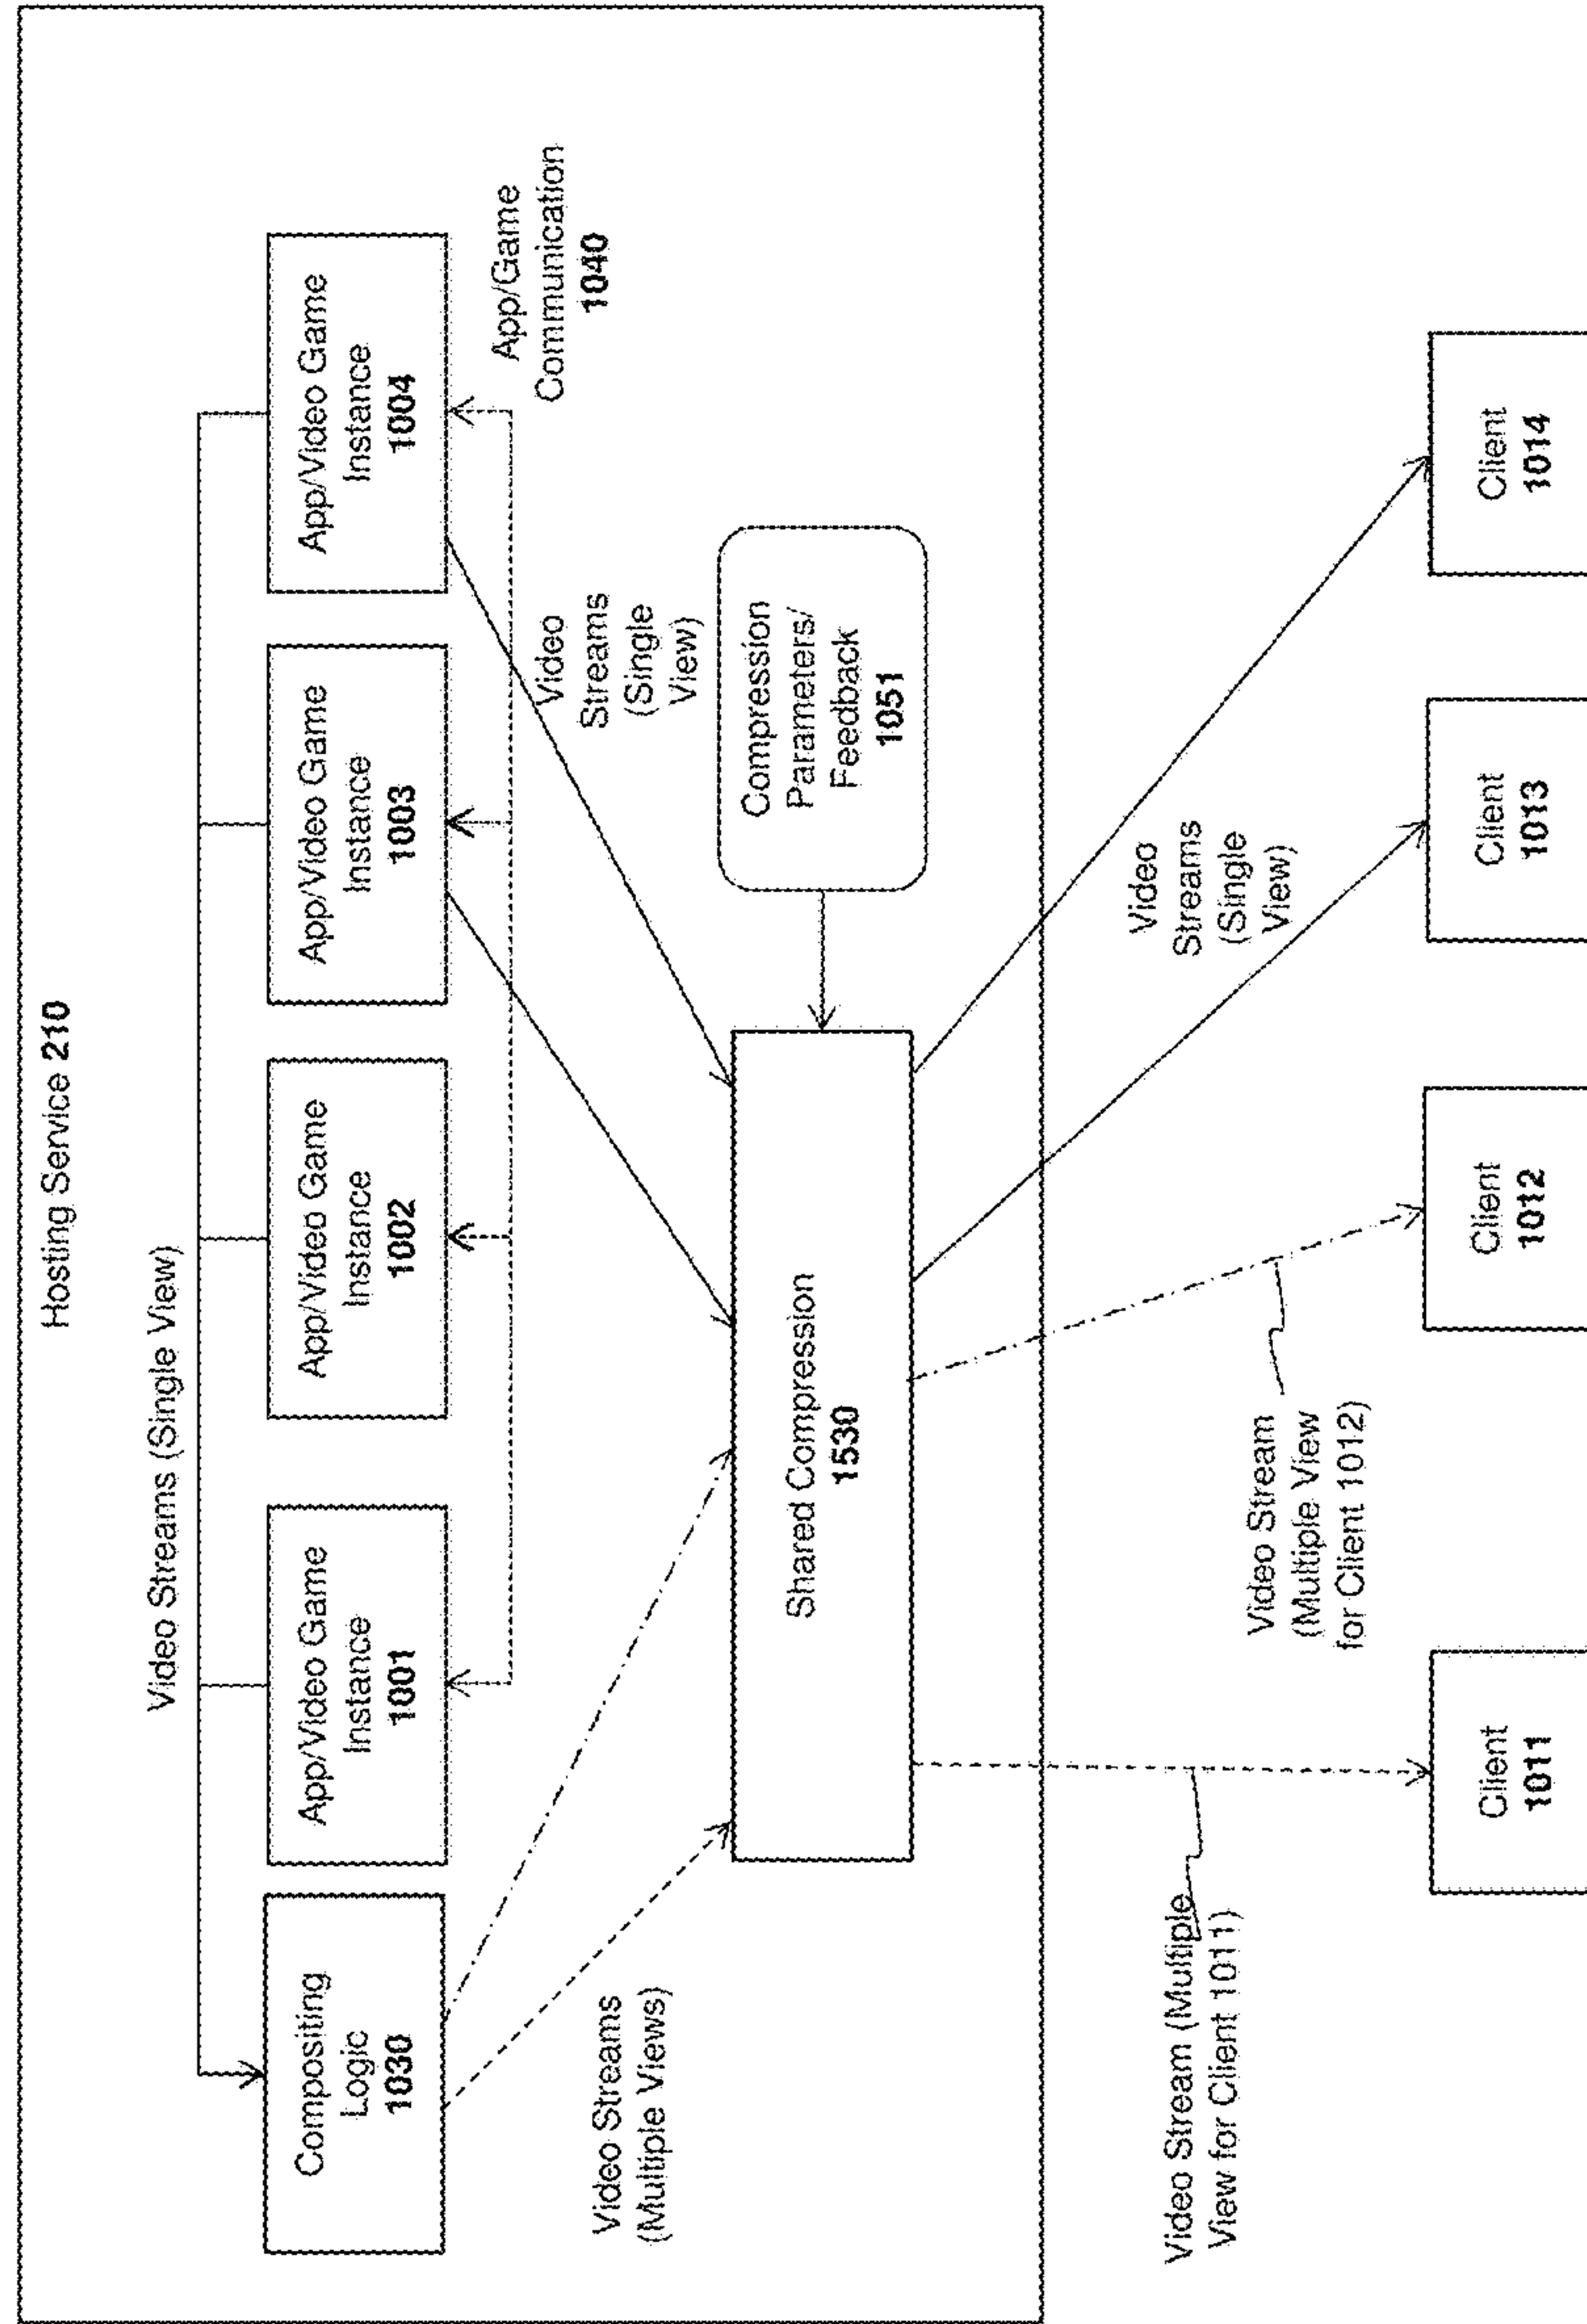 Hosting Service 210
Video Streams (Single View)
Compositing
Logic
1030
App/Video Game
Instance
1001
App/Video Game
Instance
1002
App/Video Game
Instance
1003
App/Video Game
Instance
1004
App/Game
Communication
1040
Video Streams
(Multiple Views)
Video
Streams
(Single
View)
Shared Compression
1530
Compression
Parameters/
Feedback
1051
Video Stream (Multiple
View for Client 1011)
Video Stream
(Multiple View
for Client 1012)
Video
Streams
(Single
View)
Client
1011
Client
1012
Client
1013
Client
1014